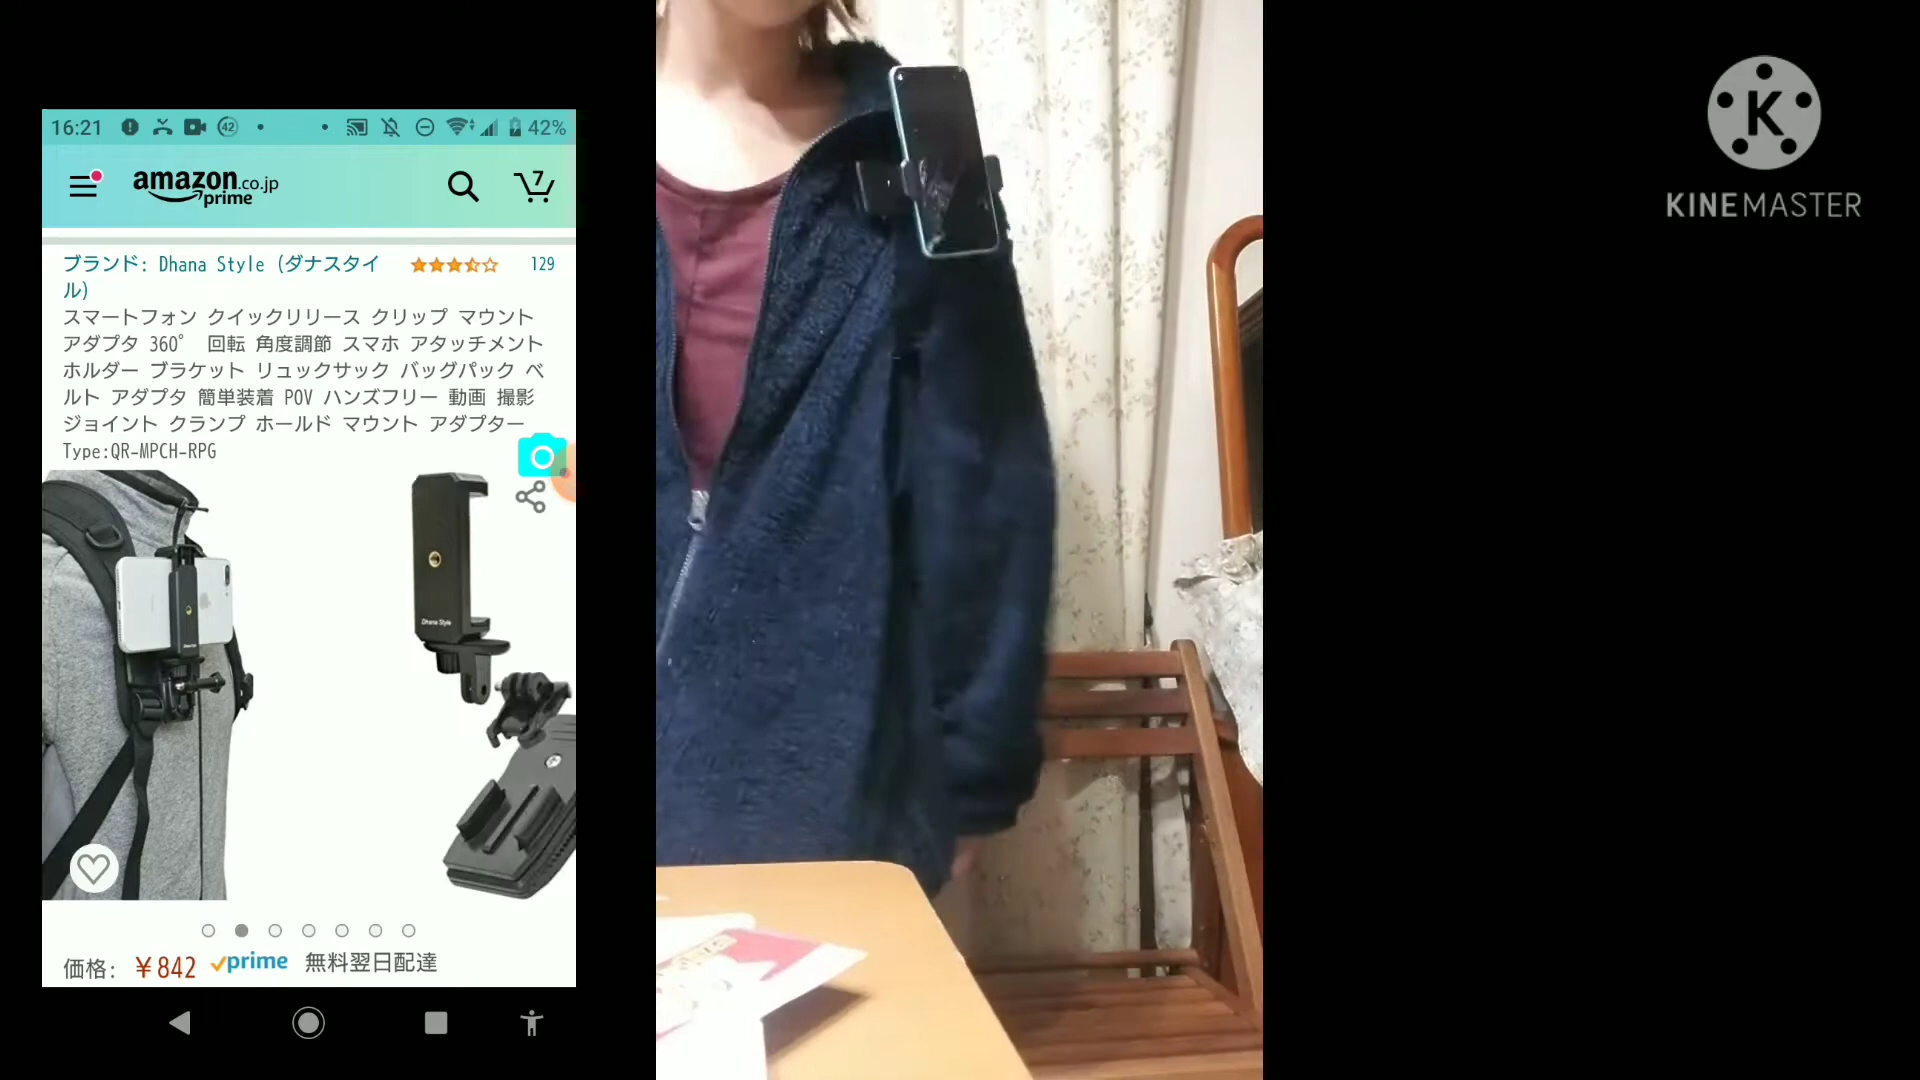 16:21
42
42%
amazon.co.jp
prime
7
ブランド: Dhana Style (ダナスタイ
ル)
129
スマートフォン クイックリリース クリップ マウント
アダプタ 360° 回転 角度調節 スマホ アタッチメント
ホルダー ブラケット リュックサック バッグパック ベ
ルト アダプタ 簡単装着 POV ハンズフリー 動画 撮影
ジョイント クランプ ホールド マウント アダプター
Type:QR-MPCH-RPG
Dhana Style
価格: ￥842 prime 無料翌日配達
K
KINEMASTER